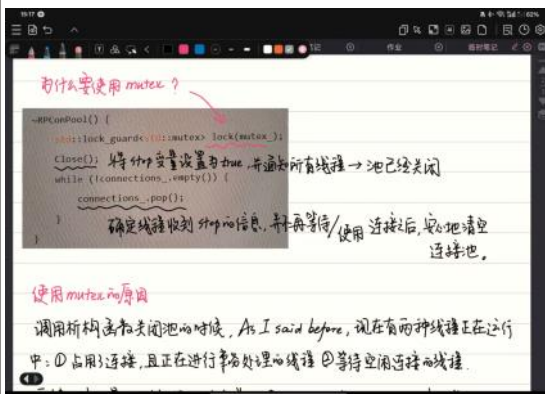 19:17
62%
作业
为什么要使用 mutex ?
~RPConPool() {
std::lock_guard<std::mutex> lock(mutex_);
Close(); 将 stop 变量设置为 true, 并通知所有线程 → 池已经关闭
while (!connections_.empty()) {
connections_.pop();
}
确定线程收到 stop 的信息, 并不再等待/使用 连接之后, 安心地清空
连接池。
}
使用 mutex 的原因
调用析构函数关闭池的时候, As I said before, 现在有两种线程正在运行
中: ① 占用了连接, 且正在进行事务处理的线程 ② 等待空闲连接的线程.